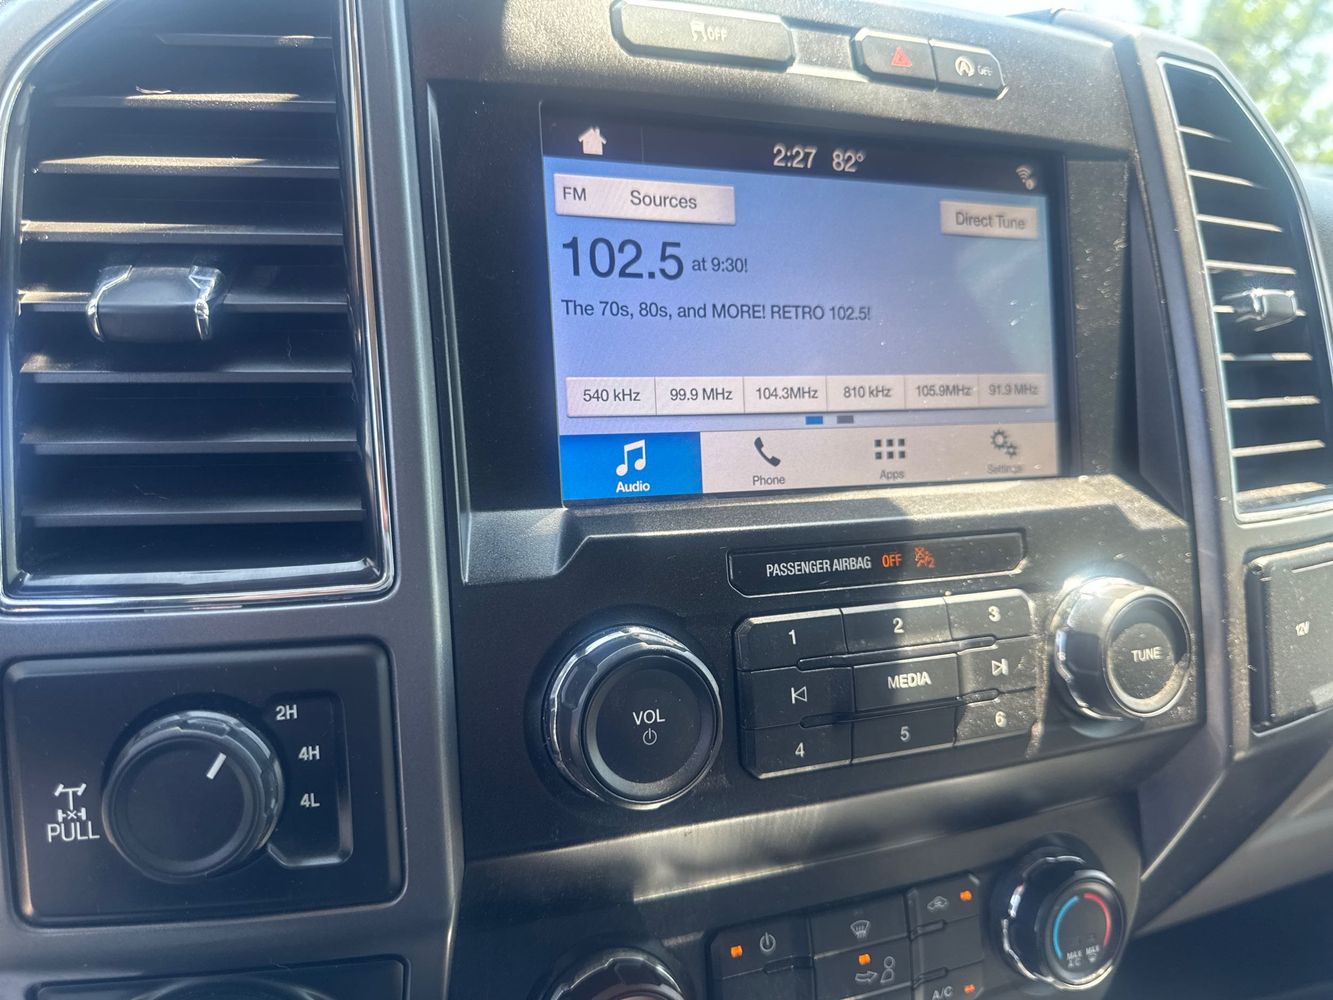 OFF
OFF
2:27 82°
FM Sources
Direct Tune
102.5 at 9:30!
The 70s, 80s, and MORE! RETRO 102.5!
540 kHz 99.9 MHz 104.3MHz 810 kHz 105.9MHz 91.9 MHz
Audio Phone Apps Settings
PASSENGER AIRBAG OFF 2
1 2 3
MEDIA
4 5 6
VOL
TUNE
12V
2H
4H
4L
PULL
A/C
MAX A/C MAX